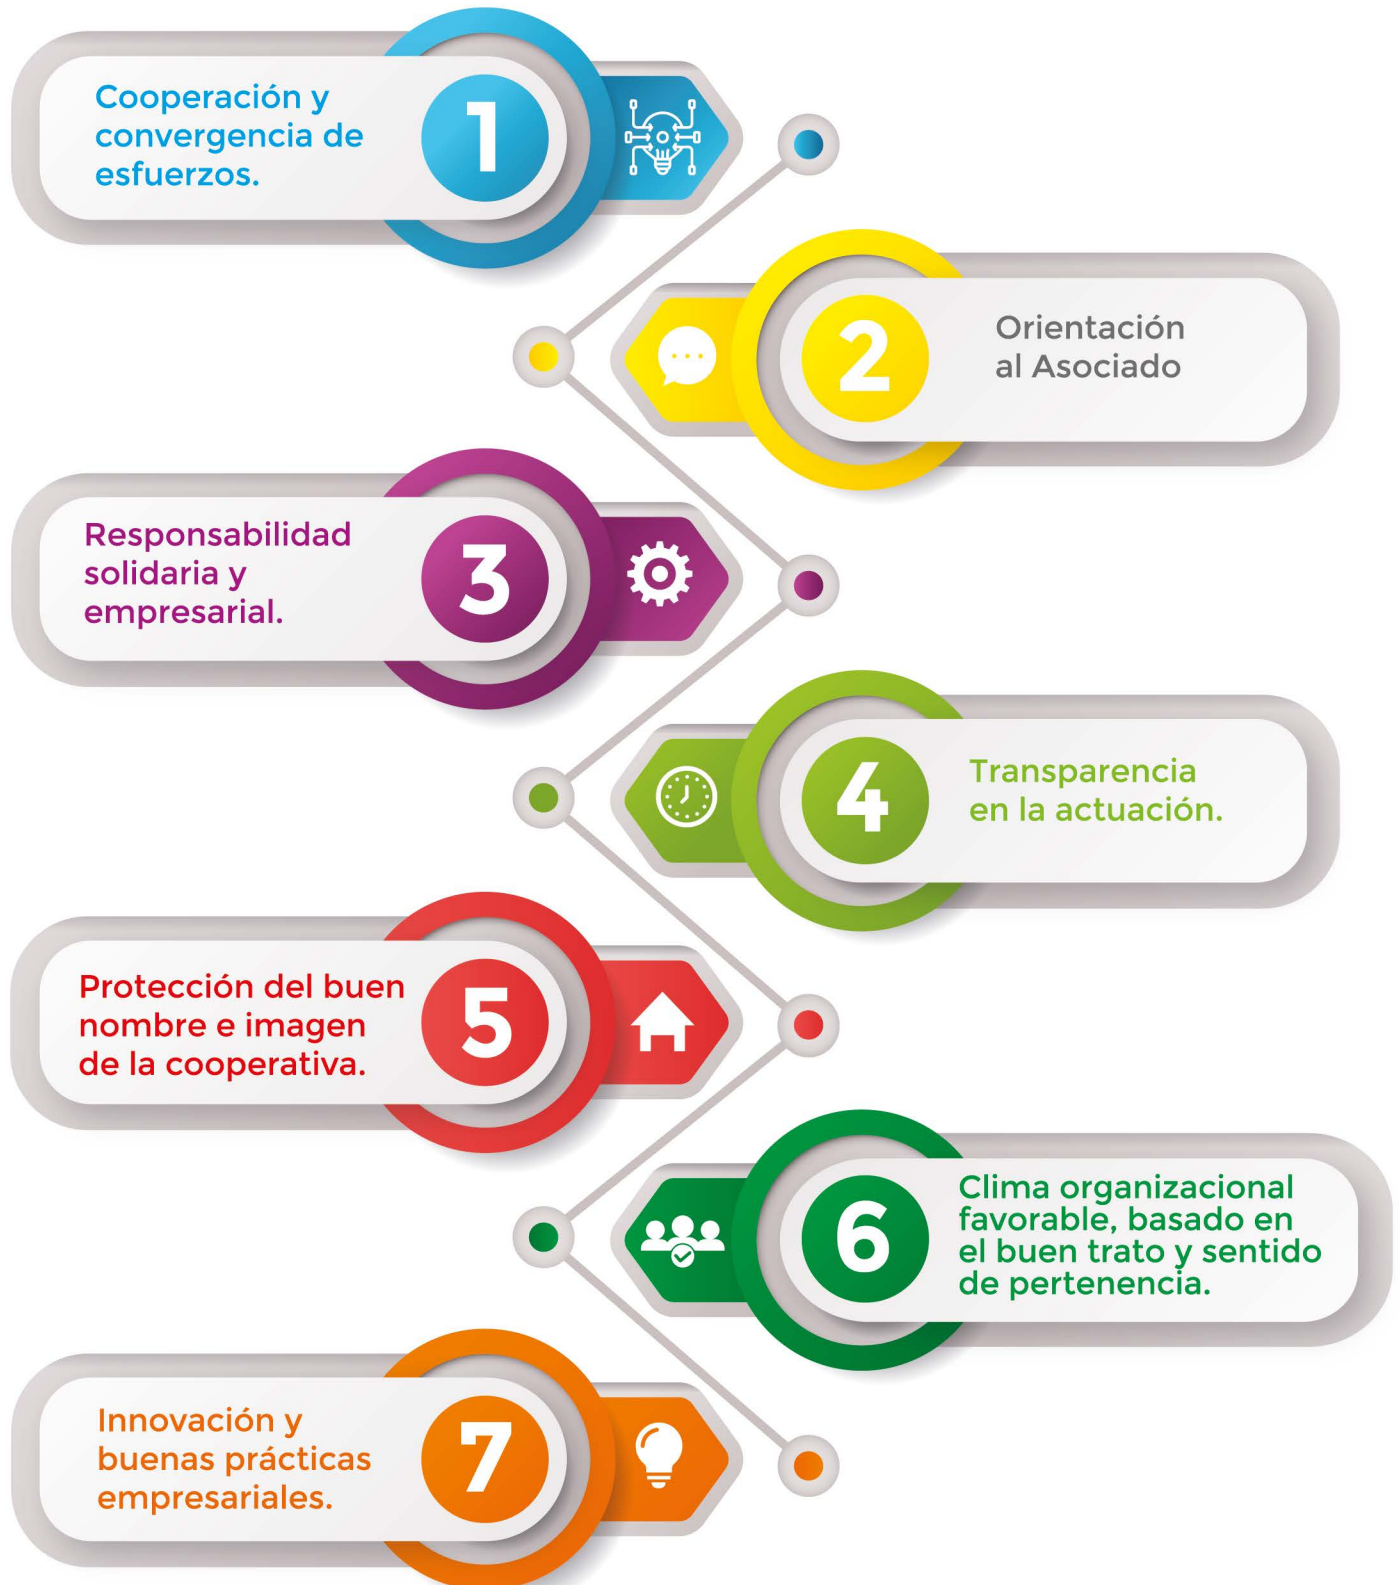 Cooperación y
convergencia de
esfuerzos.
1
2
Orientación
al Asociado
Responsabilidad
solidaria y
empresarial.
3
4
Transparencia
en la actuación.
Protección del buen
nombre e imagen
de la cooperativa.
5
6
Clima organizacional
favorable, basado en
el buen trato y sentido
de pertenencia.
Innovación y
buenas prácticas
empresariales.
7